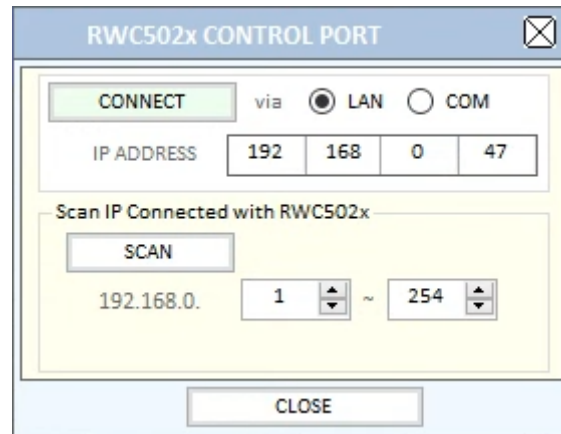 RWC502x CONTROL PORT
CONNECT via LAN COM
IP ADDRESS 192 168 0 47
Scan IP Connected with RWC502x
SCAN
192.168.0. 1 ~ 254
CLOSE